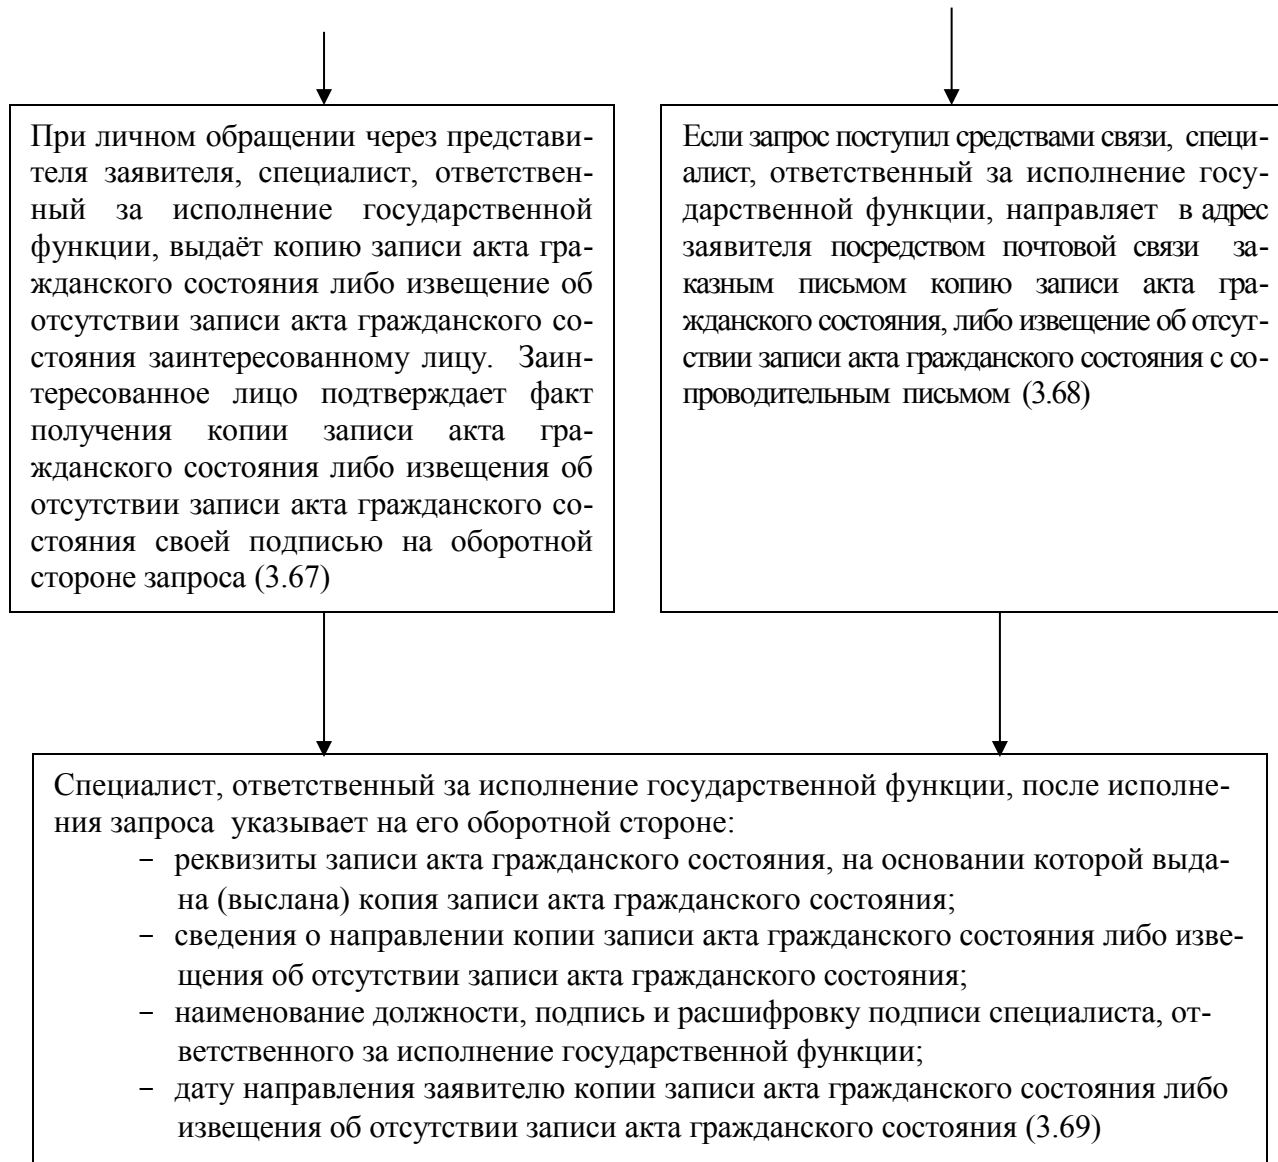 При личном обращении через представи-
теля заявителя, специалист, ответствен-
ный за исполнение государственной
функции, выдаёт копию записи акта гра-
жданского состояния либо извещение об
отсутствии записи акта гражданского со-
стояния заинтересованному лицу. Заин-
тересованное лицо подтверждает факт
получения копии записи акта гра-
жданского состояния либо извещения об
отсутствии записи акта гражданского со-
стояния своей подписью на оборотной
стороне запроса (3.67)
Если запрос поступил средствами связи, специ-
алист, ответственный за исполнение госу-
дарственной функции, направляет в адрес
заявителя посредством почтовой связи за-
казным письмом копию записи акта гра-
жданского состояния, либо извещение об отсут-
ствии записи акта гражданского состояния с со-
проводительным письмом (3.68)
Специалист, ответственный за исполнение государственной функции, после исполне-
ния запроса указывает на его оборотной стороне:
- реквизиты записи акта гражданского состояния, на основании которой выда-
на (выслана) копия записи акта гражданского состояния;
- сведения о направлении копии записи акта гражданского состояния либо изве-
щения об отсутствии записи акта гражданского состояния;
- наименование должности, подпись и расшифровку подписи специалиста, от-
ветственного за исполнение государственной функции;
- дату направления заявителю копии записи акта гражданского состояния либо
извещения об отсутствии записи акта гражданского состояния (3.69)